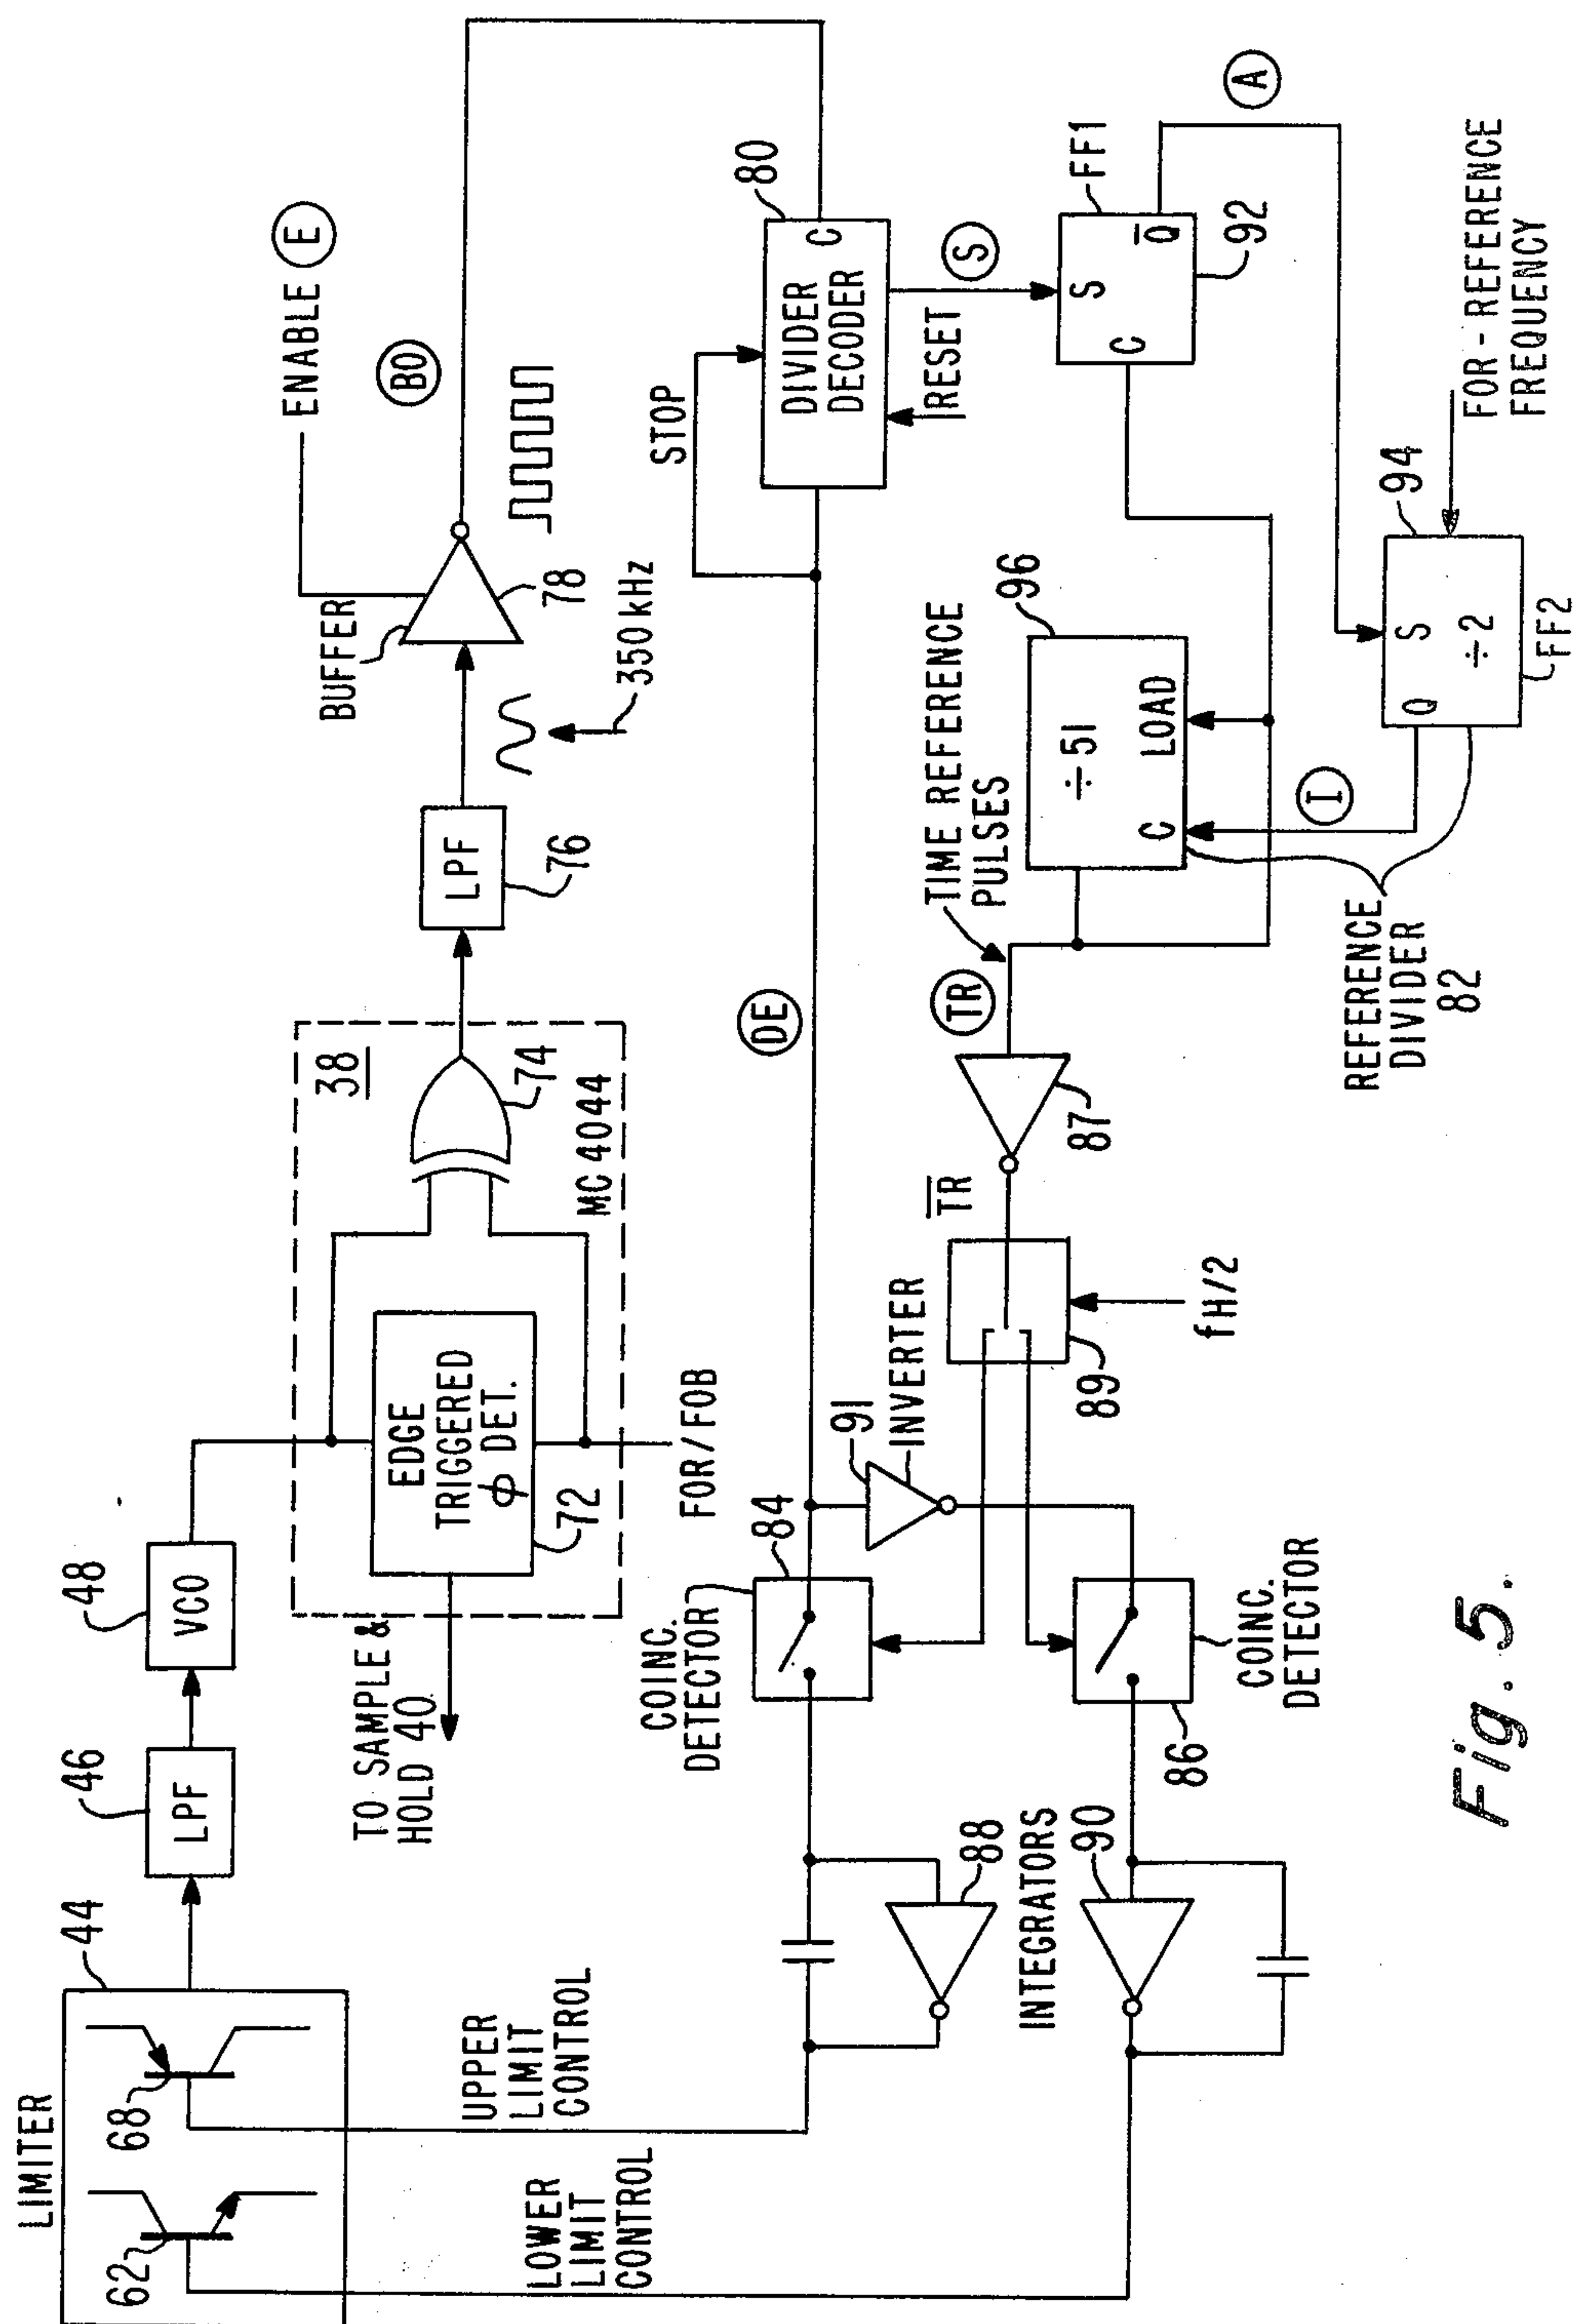 LIMITER
44
62
68
46
LPF
48
VCO
LOWER
LIMIT
CONTROL
UPPER
LIMIT
CONTROL
TO SAMPLE &
HOLD 40
EDGE
TRIGGERED
Φ DET.
72
38
74
MC 4044
FOR/FOB
LPF
76
350 kHz
BUFFER
78
ENABLE E
BO
INTEGRATORS
88
90
COINC.
DETECTOR
84
COINC.
DETECTOR
86
91
INVERTER
89
fH/2
TR
87
TR
DE
STOP
DIVIDER
DECODER
C
80
RESET
S
TIME REFERENCE
PULSES
÷51
C LOAD
96
S
C
Q
FF1
92
A
I
Q S
÷2
94
FF2
REFERENCE
DIVIDER
82
FOR-REFERENCE
FREQUENCY
Fig. 5.